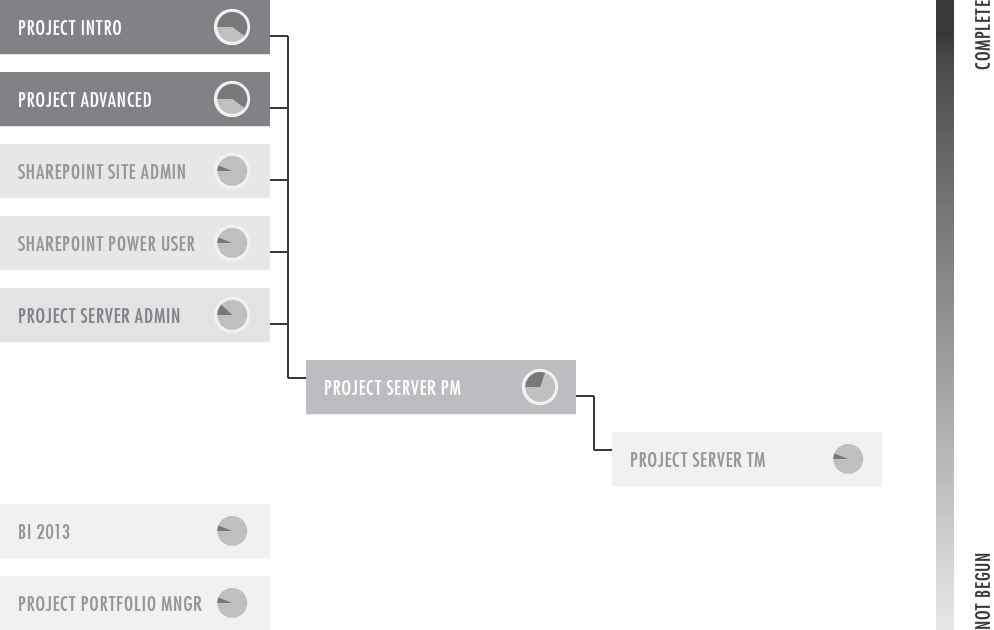 PROJECT INTRO
PROJECT ADVANCED
SHAREPOINT SITE ADMIN
SHAREPOINT POWER USER
PROJECT SERVER ADMIN
PROJECT SERVER PM
PROJECT SERVER TM
BI 2013
PROJECT PORTFOLIO MNGR
COMPLETE
NOT BEGUN